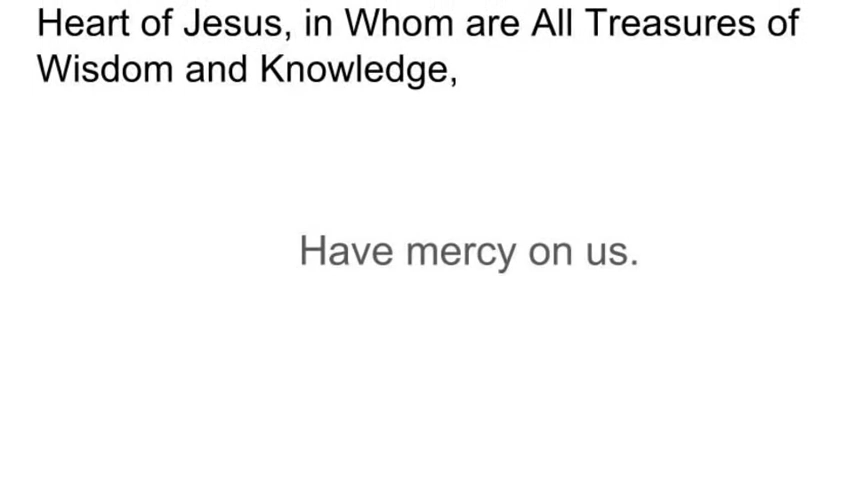 Heart of Jesus, in Whom are All Treasures of
Wisdom and Knowledge,
Have mercy on us.